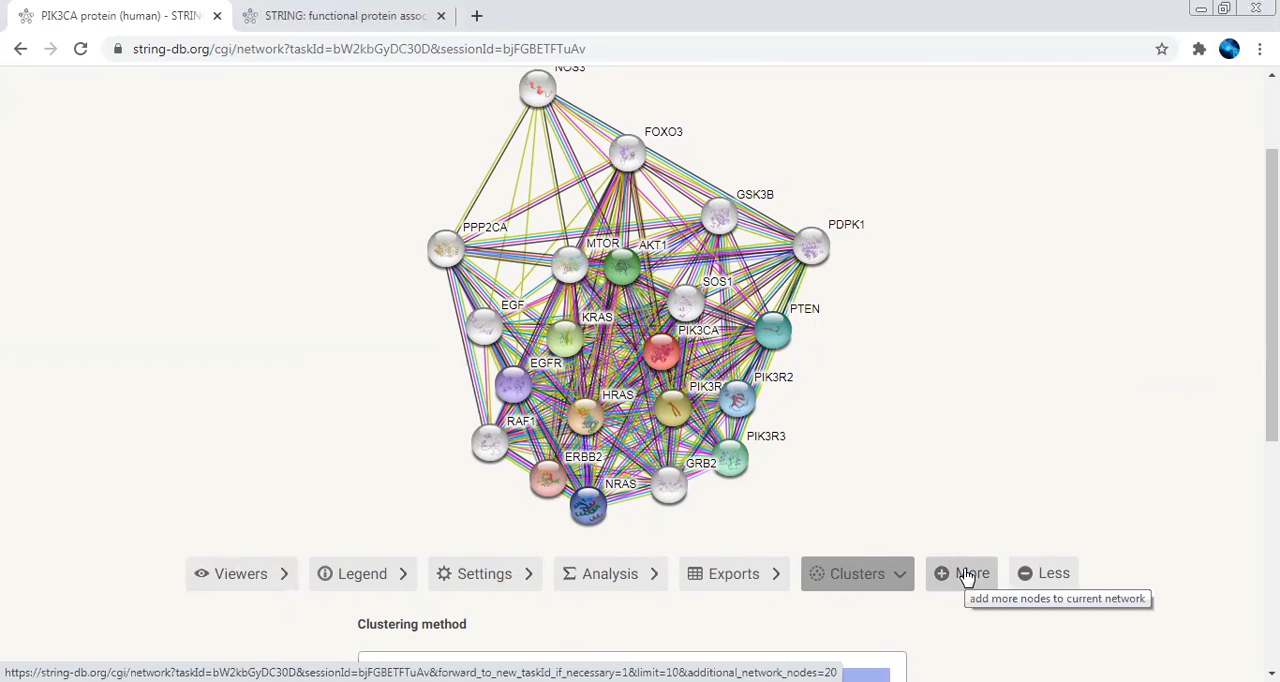 PIK3CA protein (human) - STRIN
STRING: functional protein assoc
string-db.org/cgi/network?taskId=bW2kbGyDC30D&sessionId=bjFGBETFTuAv
NOS3
FOXO3
GSK3B
PDPK1
PPP2CA
MTOR
AKT1
SOS1
EGF
PTEN
KRAS
PIK3CA
EGFR
PIK3R2
HRAS
PIK3R
RAF1
PIK3R3
ERBB2
GRB2
NRAS
Viewers
Legend
Settings
Analysis
Exports
Clusters
More
Less
add more nodes to current network
Clustering method
https://string-db.org/cgi/network?taskId=bW2kbGyDC30D&sessionId=bjFGBETFTuAv&forward_to_new_taskId_if_necessary=1&limit=10&additional_network_nodes=20